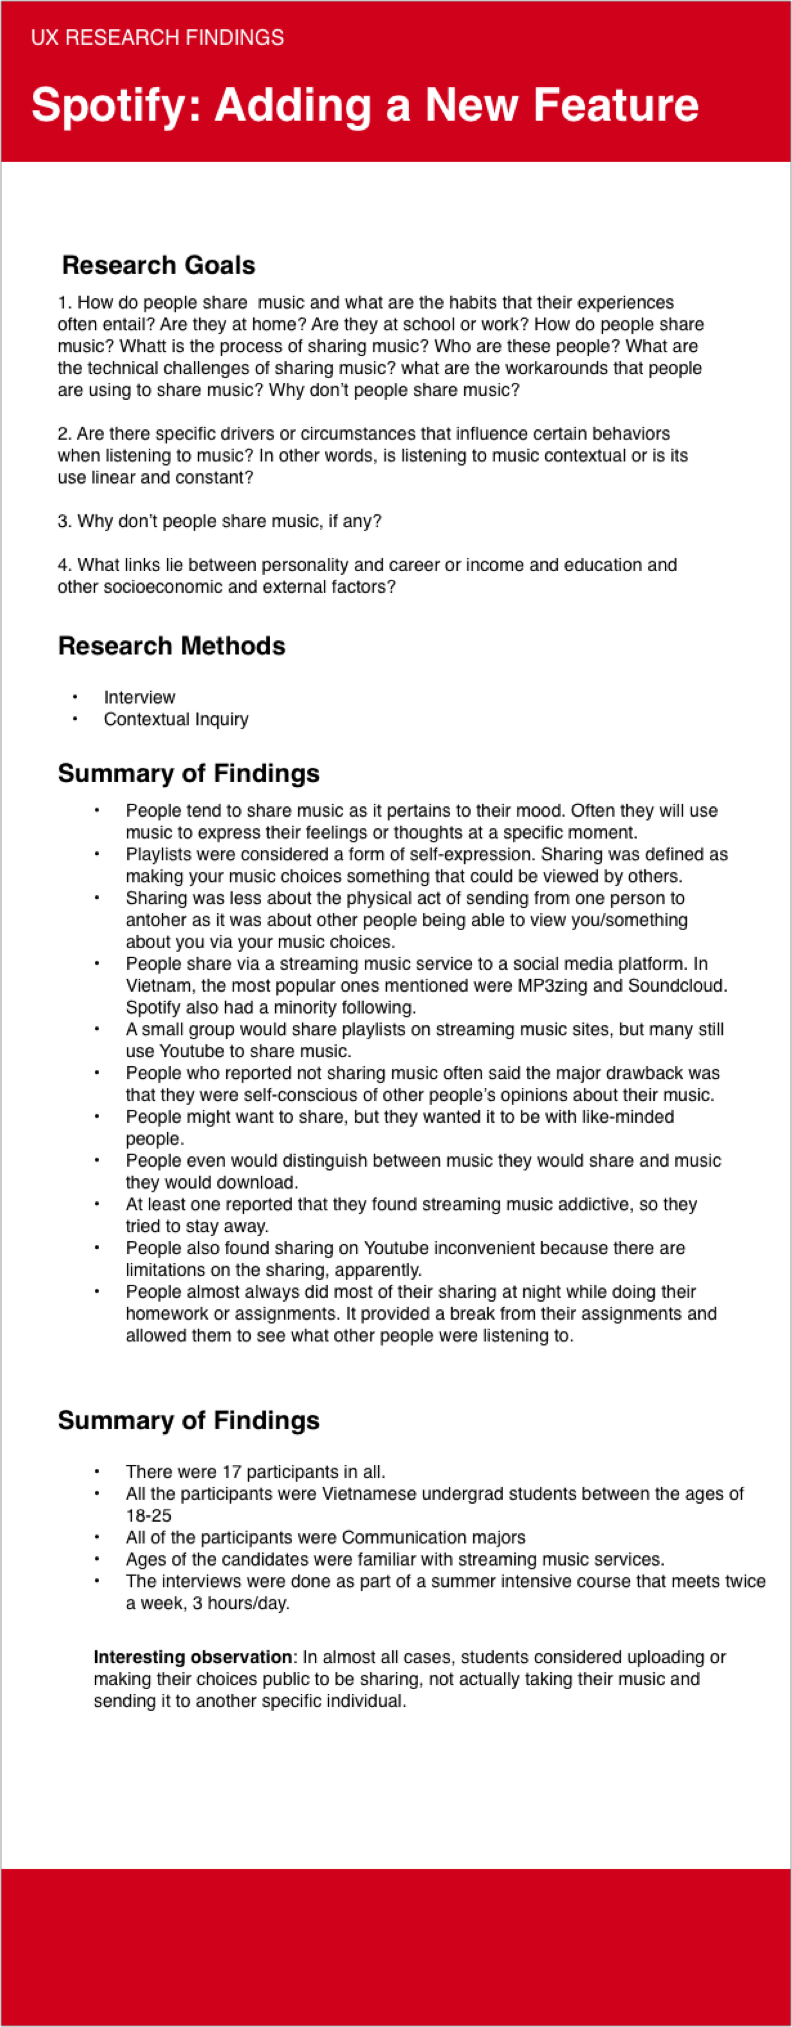 UX RESEARCH FINDINGS
Spotify: Adding a New Feature
Research Goals
1. How do people share  music and what are the habits that their experiences
often entail? Are they at home? Are they at school or work? How do people share
music? Whatt is the process of sharing music? Who are these people? What are
the technical challenges of sharing music? what are the workarounds that people
are using to share music? Why don’t people share music?
2. Are there specific drivers or circumstances that influence certain behaviors
when listening to music? In other words, is listening to music contextual or is its
use linear and constant?
3. Why don’t people share music, if any?
4. What links lie between personality and career or income and education and
other socioeconomic and external factors?
Research Methods
• Interview
• Contextual Inquiry
Summary of Findings
• People tend to share music as it pertains to their mood. Often they will use
music to express their feelings or thoughts at a specific moment.
• Playlists were considered a form of self-expression. Sharing was defined as
making your music choices something that could be viewed by others.
• Sharing was less about the physical act of sending from one person to
antoher as it was about other people being able to view you/something
about you via your music choices.
• People share via a streaming music service to a social media platform. In
Vietnam, the most popular ones mentioned were MP3zing and Soundcloud.
Spotify also had a minority following.
• A small group would share playlists on streaming music sites, but many still
use Youtube to share music.
• People who reported not sharing music often said the major drawback was
that they were self-conscious of other people’s opinions about their music.
• People might want to share, but they wanted it to be with like-minded
people.
• People even would distinguish between music they would share and music
they would download.
• At least one reported that they found streaming music addictive, so they
tried to stay away.
• People also found sharing on Youtube inconvenient because there are
limitations on the sharing, apparently.
• People almost always did most of their sharing at night while doing their
homework or assignments. It provided a break from their assignments and
allowed them to see what other people were listening to.
Summary of Findings
• There were 17 participants in all.
• All the participants were Vietnamese undergrad students between the ages of
18-25
• All of the participants were Communication majors
• Ages of the candidates were familiar with streaming music services.
• The interviews were done as part of a summer intensive course that meets twice
a week, 3 hours/day.
Interesting observation: In almost all cases, students considered uploading or
making their choices public to be sharing, not actually taking their music and
sending it to another specific individual.